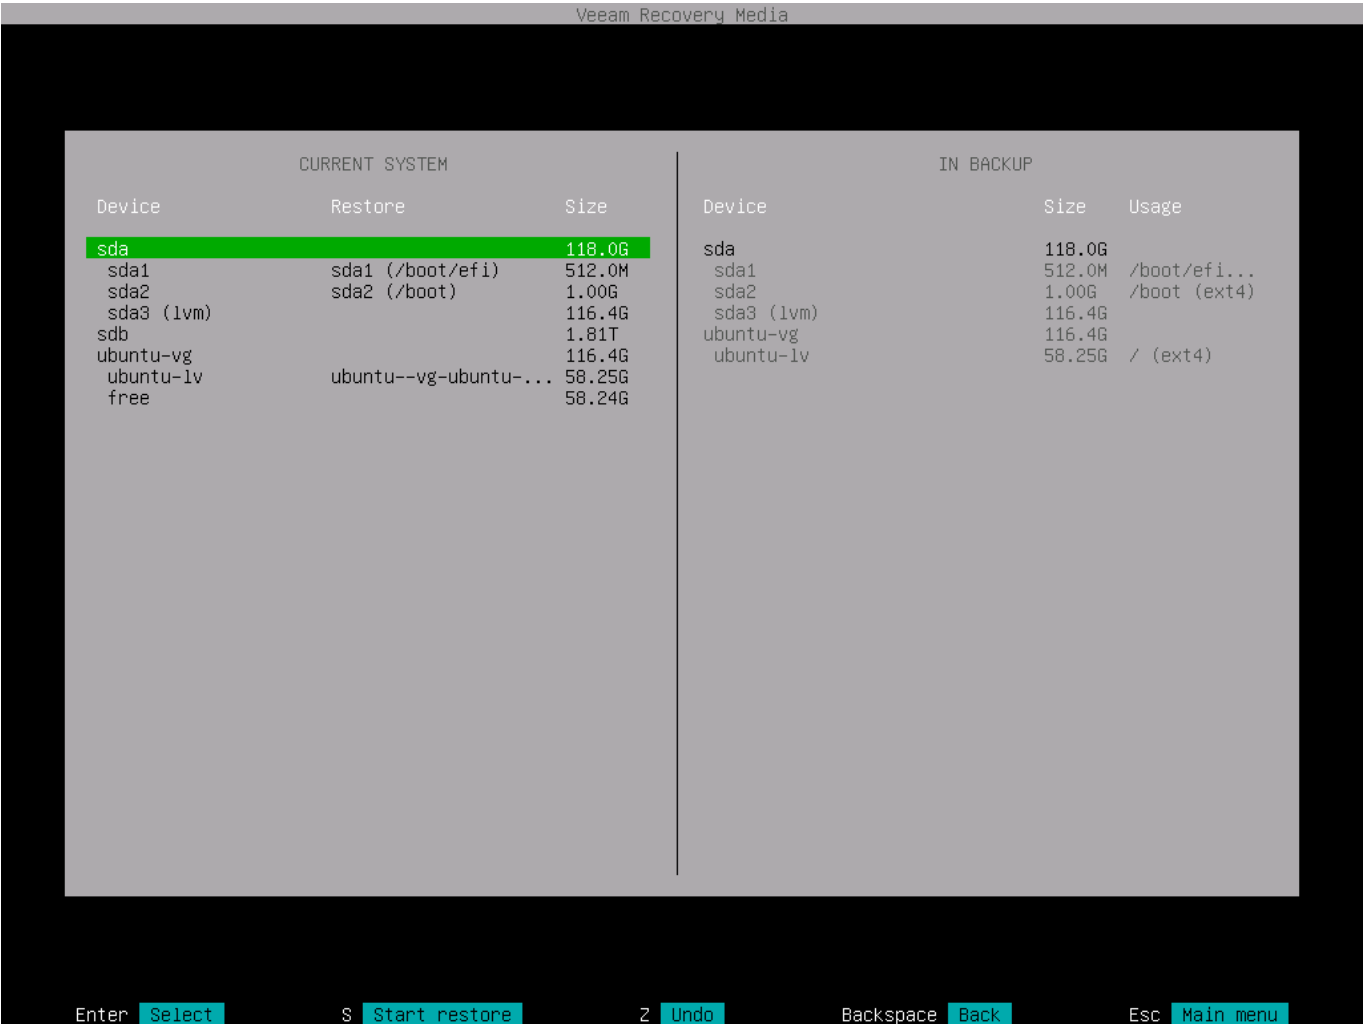 Veeam Recovery Media
CURRENT SYSTEM
Device Restore Size
sda 118.0G
sda1 sda1 (/boot/efi) 512.0M
sda2 sda2 (/boot) 1.00G
sda3 (lvm) 116.4G
sdb 1.81T
ubuntu-vg 116.4G
ubuntu-lv ubuntu--vg-ubuntu-... 58.25G
free 58.24G
IN BACKUP
Device Size Usage
sda 118.0G
sda1 512.0M /boot/efi...
sda2 1.00G /boot (ext4)
sda3 (lvm) 116.4G
ubuntu-vg 116.4G
ubuntu-lv 58.25G / (ext4)
Enter Select S Start restore Z Undo Backspace Back Esc Main menu